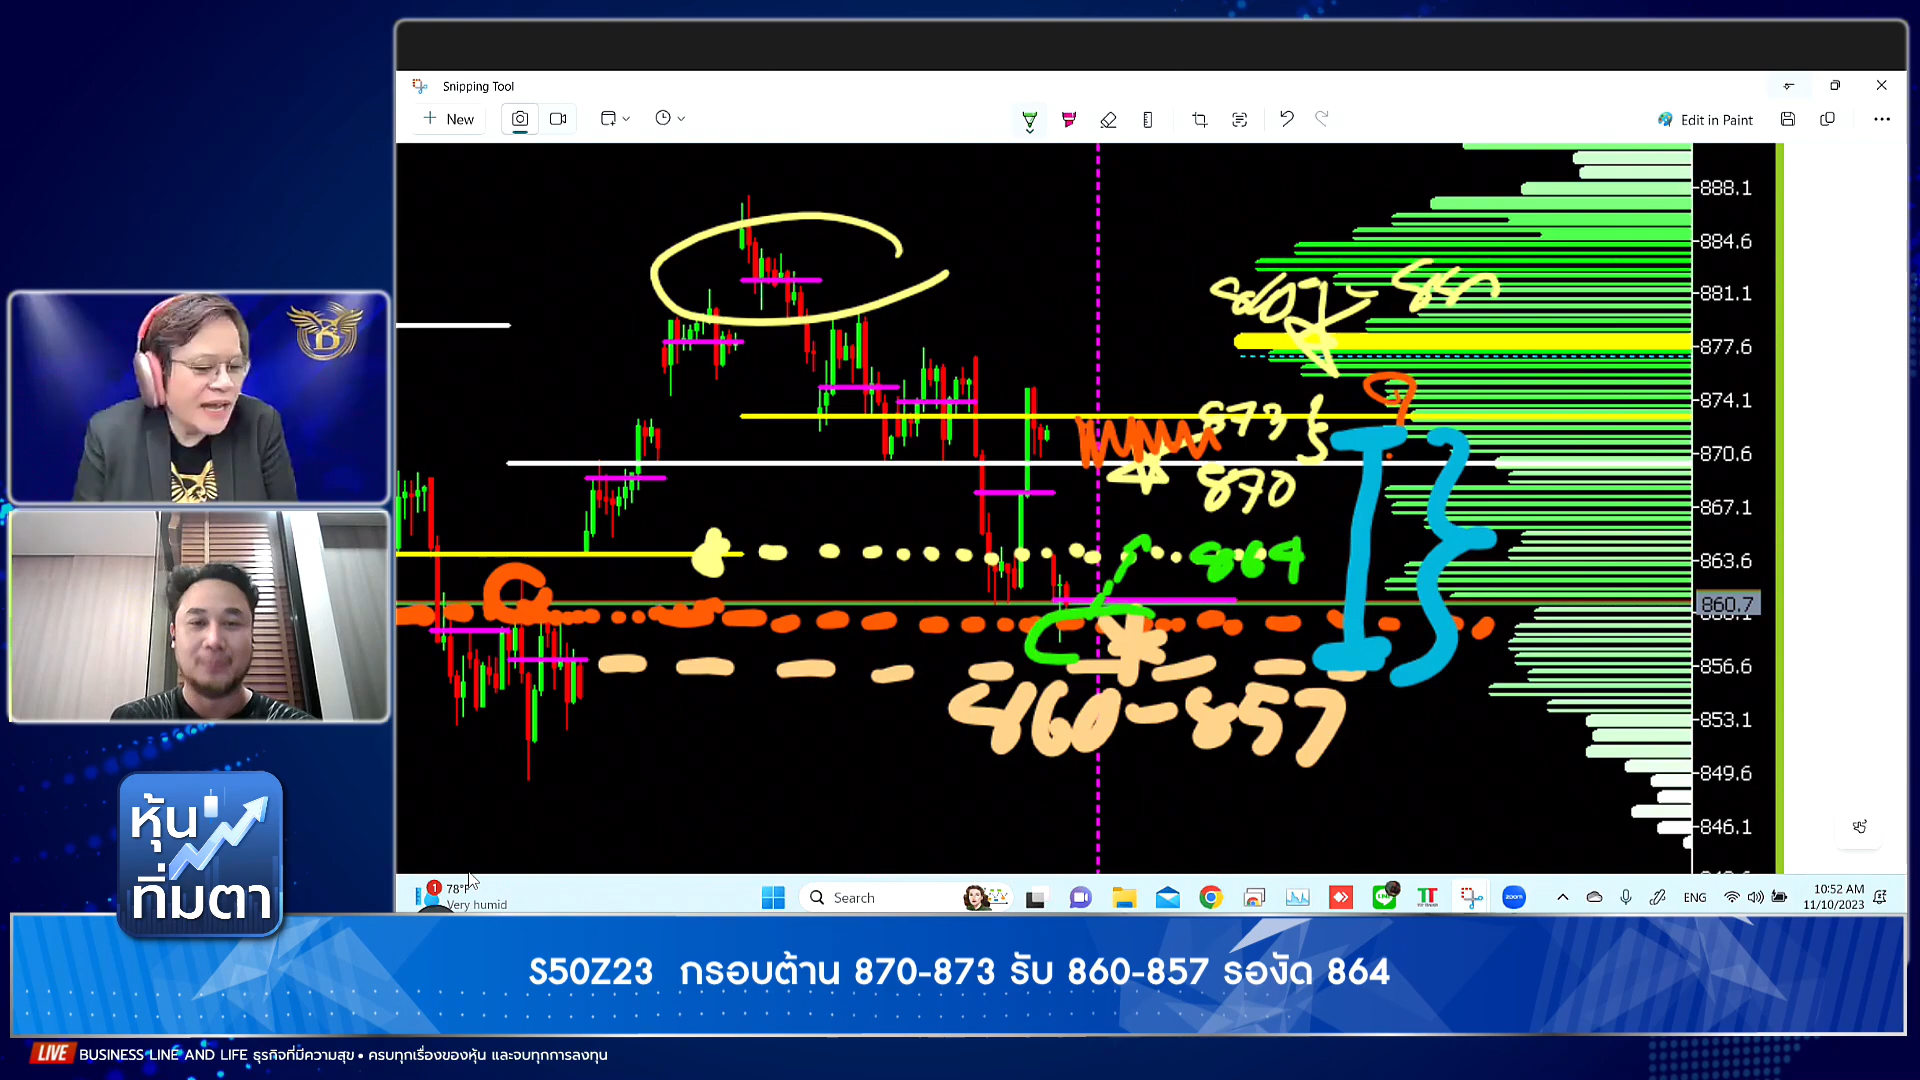 Snipping Tool
New
Edit in Paint
888.1
884.6
881.1
877.6
874.1
870.6
867.1
863.6
860.7
856.6
853.1
849.6
846.1
873
870
864
460-857
B
หุ้น
ทิ่มตา
1
78°F
Very humid
Search
zoom
ENG
10:52 AM
11/10/2023
S50Z23 กรอบต้าน 870-873 รับ 860-857 รองัด 864
LIVE BUSINESS LINE AND LIFE ธุรกิจที่มีความสุข • ครบทุกเรื่องของหุ้น และจบทุกการลงทุน